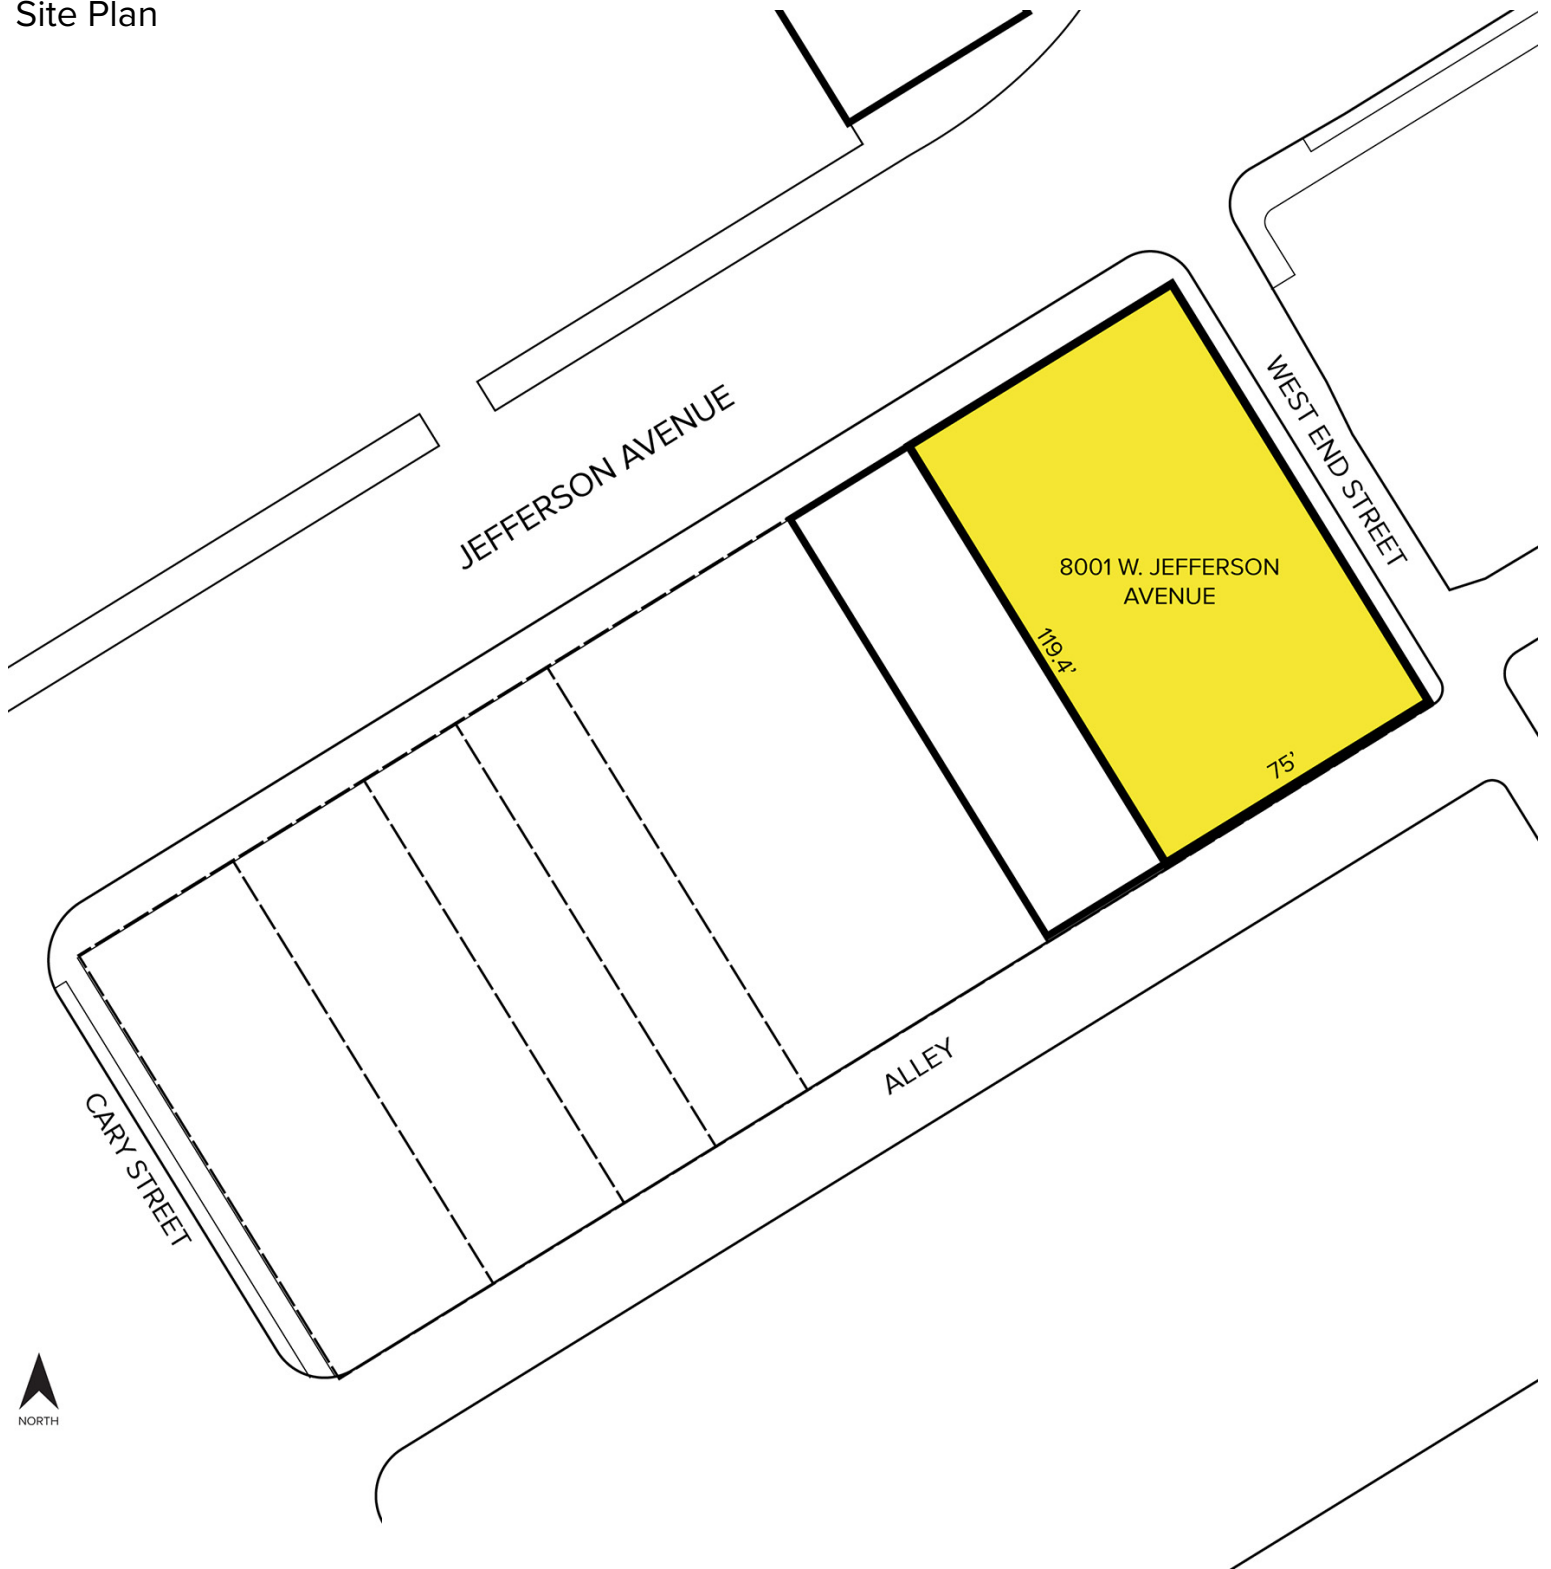 Site Plan
JEFFERSON AVENUE
WEST END STREET
8001 W. JEFFERSON
AVENUE
119.4’
75’
ALLEY
CARY STREET
NORTH